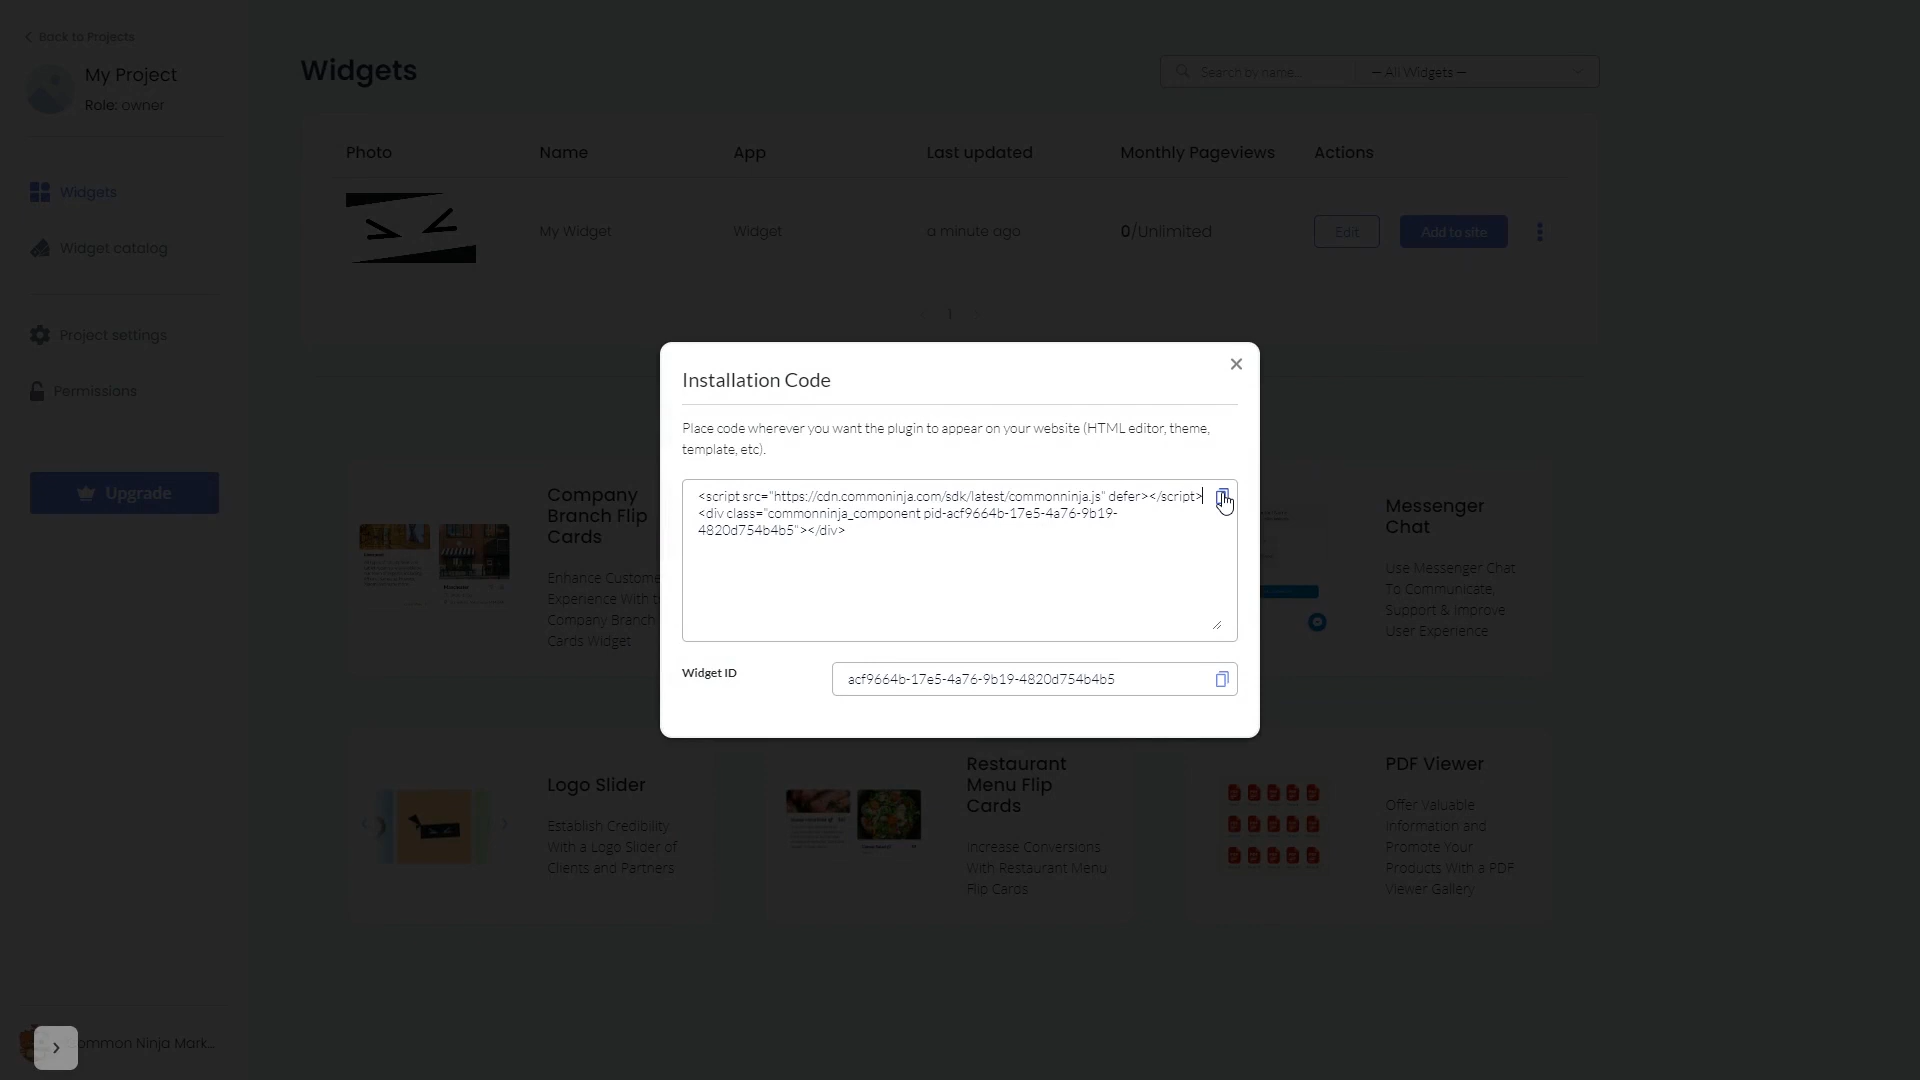 Back to Projects
My Project
Role: owner
Widgets
Widget catalog
Project settings
Permissions
Upgrade
Widgets
Search by name...
— All Widgets —
Photo
Name
App
Last updated
Monthly Pageviews
Actions
My Widget
Widget
a minute ago
0/Unlimited
Edit
Add to site
1
Installation Code
Place code wherever you want the plugin to appear on your website (HTML editor, theme,
template, etc).
<script src="https://cdn.commoninja.com/sdk/latest/commonninja.js" defer></script>
<div class="commonninja_component pid-acf9664b-17e5-4a76-9b19-
4820d754b4b5"></div>
Widget ID
acf9664b-17e5-4a76-9b19-4820d754b4b5
Company
Branch Flip
Cards
Enhance Custome
Experience With
Company Branch
Cards Widget
Messenger
Chat
Use Messenger Chat
To Communicate,
Support & Improve
User Experience
Logo Slider
Establish Credibility
With a Logo Slider of
Clients and Partners
Restaurant
Menu Flip
Cards
Increase Conversions
With Restaurant Menu
Flip Cards
PDF Viewer
Offer Valuable
Information and
Promote Your
Products With a PDF
Viewer Gallery
ommon Ninja Mark...